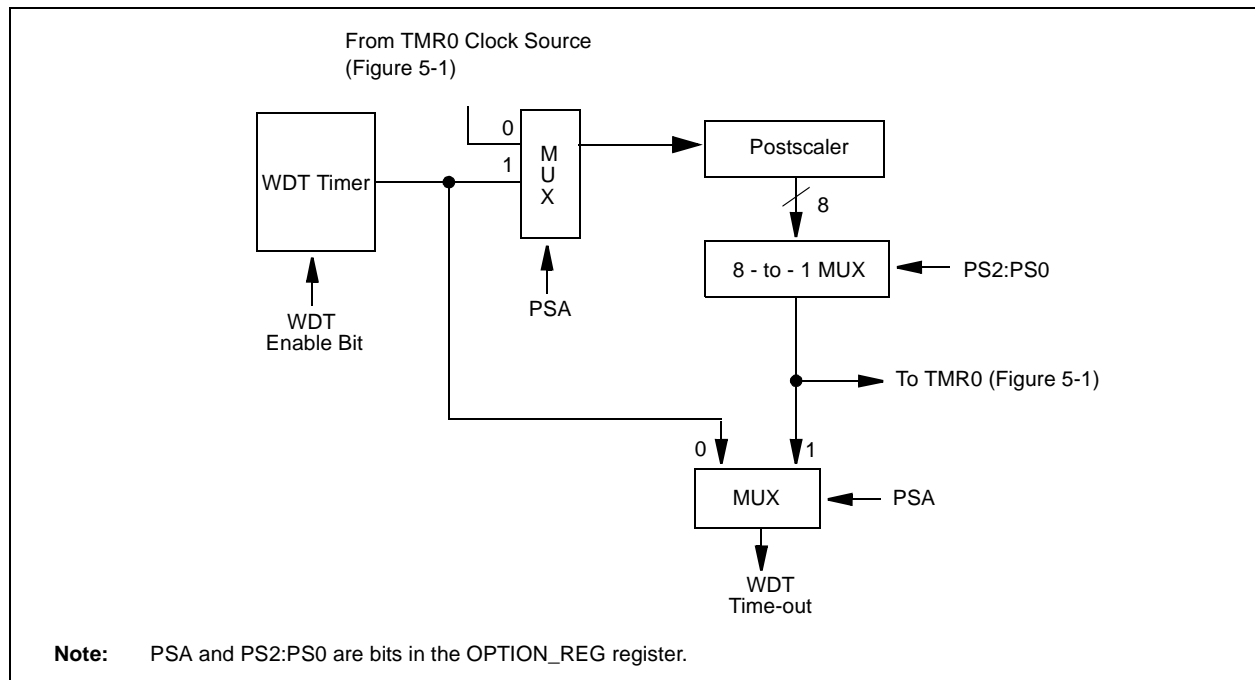 From TMR0 Clock Source
(Figure 5-1)
0
1
M
U
X
WDT Timer
Postscaler
8
8 - to - 1 MUX
PS2:PS0
PSA
WDT
Enable Bit
To TMR0 (Figure 5-1)
0
1
MUX
PSA
WDT
Time-out
Note: PSA and PS2:PS0 are bits in the OPTION_REG register.